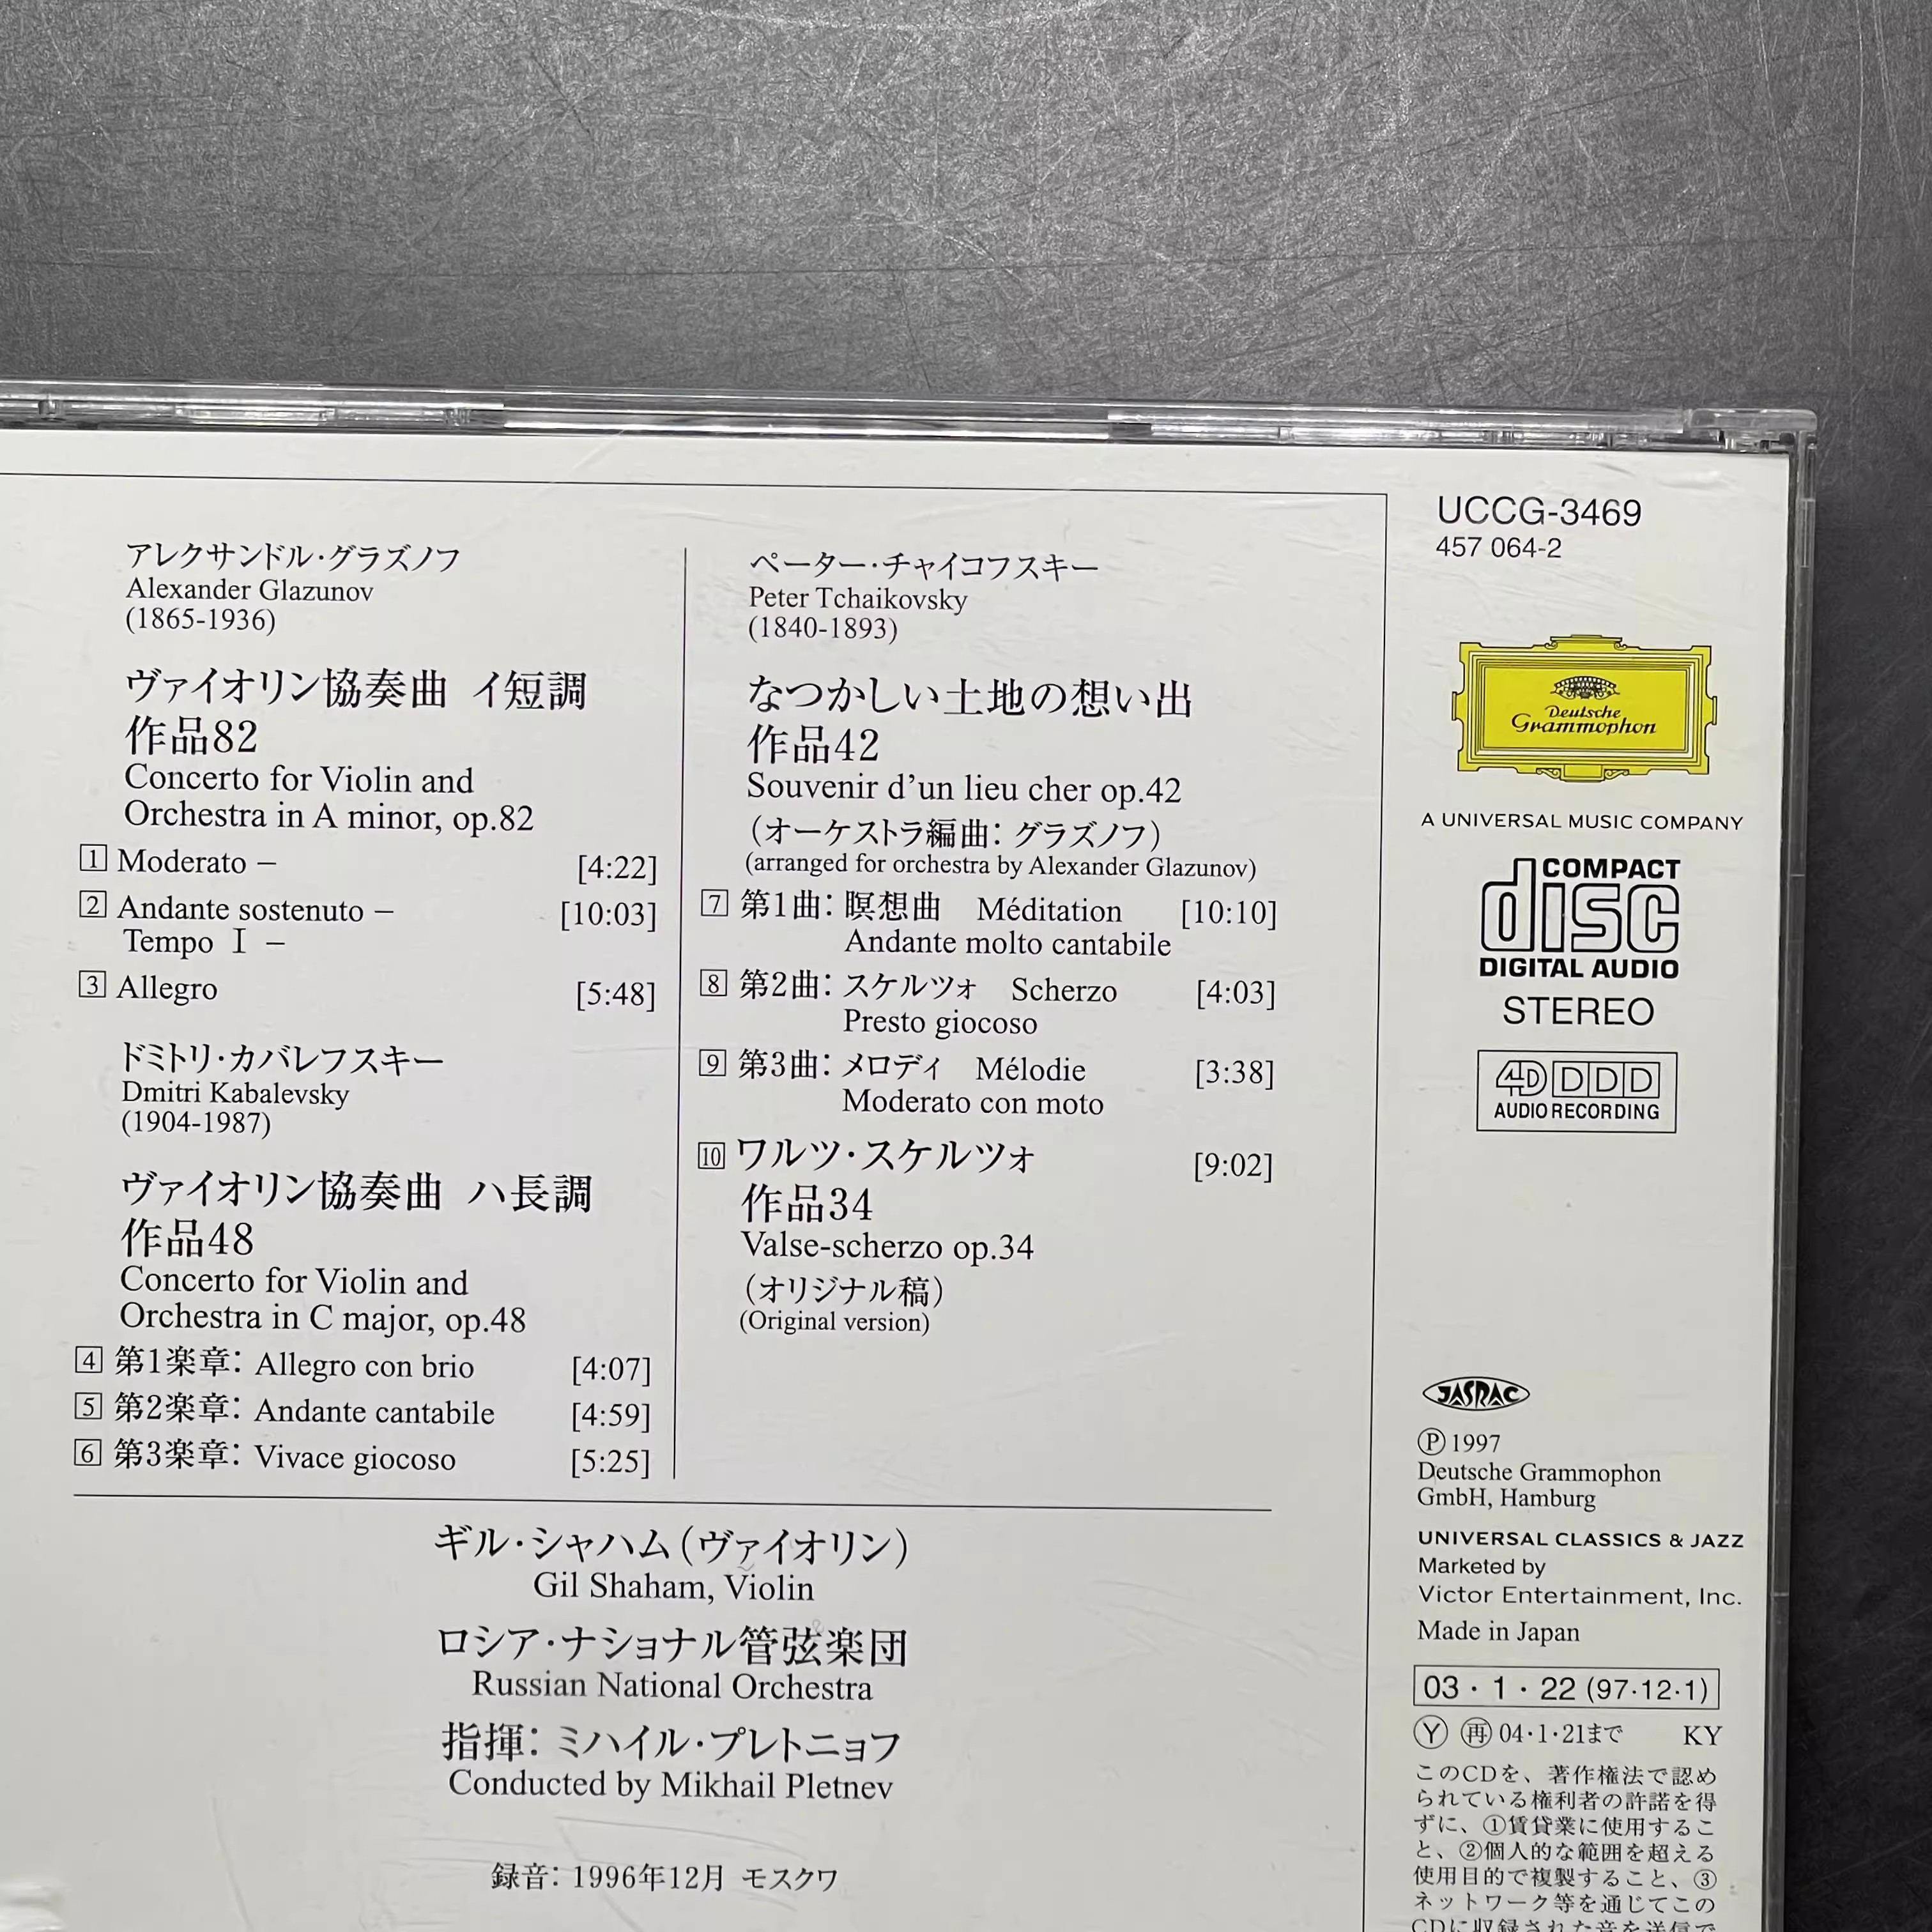 アレクサンドル・グラズノフ
Alexander Glazunov
(1865-1936)
ヴァイオリン協奏曲 イ短調
作品82
Concerto for Violin and
Orchestra in A minor, op.82
1 Moderato – [4:22]
2 Andante sostenuto – [10:03]
Tempo Ⅰ –
3 Allegro [5:48]
ドミトリ・カバレフスキー
Dmitri Kabalevsky
(1904-1987)
ヴァイオリン協奏曲 ハ長調
作品48
Concerto for Violin and
Orchestra in C major, op.48
4 第1楽章: Allegro con brio [4:07]
5 第2楽章: Andante cantabile [4:59]
6 第3楽章: Vivace giocoso [5:25]
ペーター・チャイコフスキー
Peter Tchaikovsky
(1840-1893)
なつかしい土地の想い出
作品42
Souvenir d'un lieu cher op.42
(オーケストラ編曲: グラズノフ)
(arranged for orchestra by Alexander Glazunov)
7 第1曲: 瞑想曲 Méditation [10:10]
Andante molto cantabile
8 第2曲: スケルツォ Scherzo [4:03]
Presto giocoso
9 第3曲: メロディ Mélodie [3:38]
Moderato con moto
10 ワルツ・スケルツォ [9:02]
作品34
Valse-scherzo op.34
(オリジナル稿)
(Original version)
ギル・シャハム(ヴァイオリン)
Gil Shaham, Violin
ロシア・ナショナル管弦楽団
Russian National Orchestra
指揮: ミハイル・プレトニョフ
Conducted by Mikhail Pletnev
録音: 1996年12月 モスクワ
UCCG-3469
457 064-2
Deutsche
Grammophon
A UNIVERSAL MUSIC COMPANY
COMPACT
disc
DIGITAL AUDIO
STEREO
4D DDD
AUDIO RECORDING
JASRAC
Ⓟ 1997
Deutsche Grammophon
GmbH, Hamburg
UNIVERSAL CLASSICS & JAZZ
Marketed by
Victor Entertainment, Inc.
Made in Japan
03・1・22 (97・12・1)
Ⓨ ㊢ 04・1・21まで KY
このCDを、著作権法で認め
られている権利者の許諾を得
ずに、①賃貸業に使用するこ
と、②個人的な範囲を超える
使用目的で複製すること、③
ネットワーク等を通じてこの
CDに収録された音を送信で